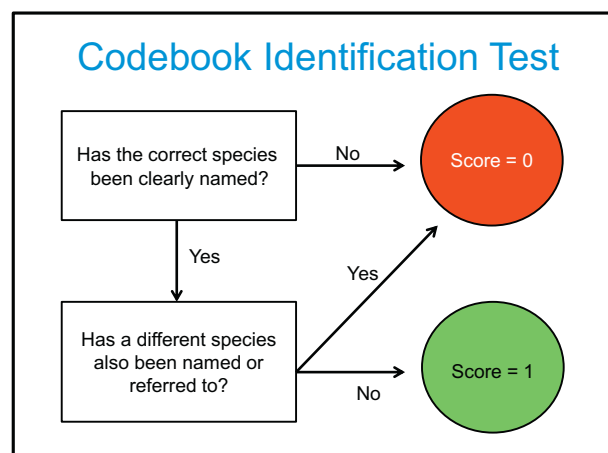 Codebook Identification Test
Has the correct species
been clearly named?
No
Score = 0
Yes
Yes
Has a different species
also been named or
referred to?
No
Score = 1